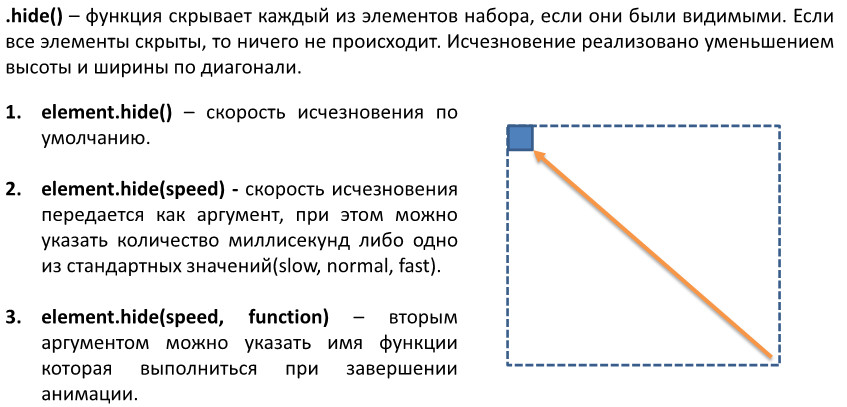 .hide() – функция скрывает каждый из элементов набора, если они были видимыми. Если
все элементы скрыты, то ничего не происходит. Исчезновение реализовано уменьшением
высоты и ширины по диагонали.
1. element.hide() – скорость исчезновения по
умолчанию.
2. element.hide(speed) - скорость исчезновения
передается как аргумент, при этом можно
указать количество миллисекунд либо одно
из стандартных значений(slow, normal, fast).
3. element.hide(speed, function) – вторым
аргументом можно указать имя функции
которая выполниться при завершении
анимации.